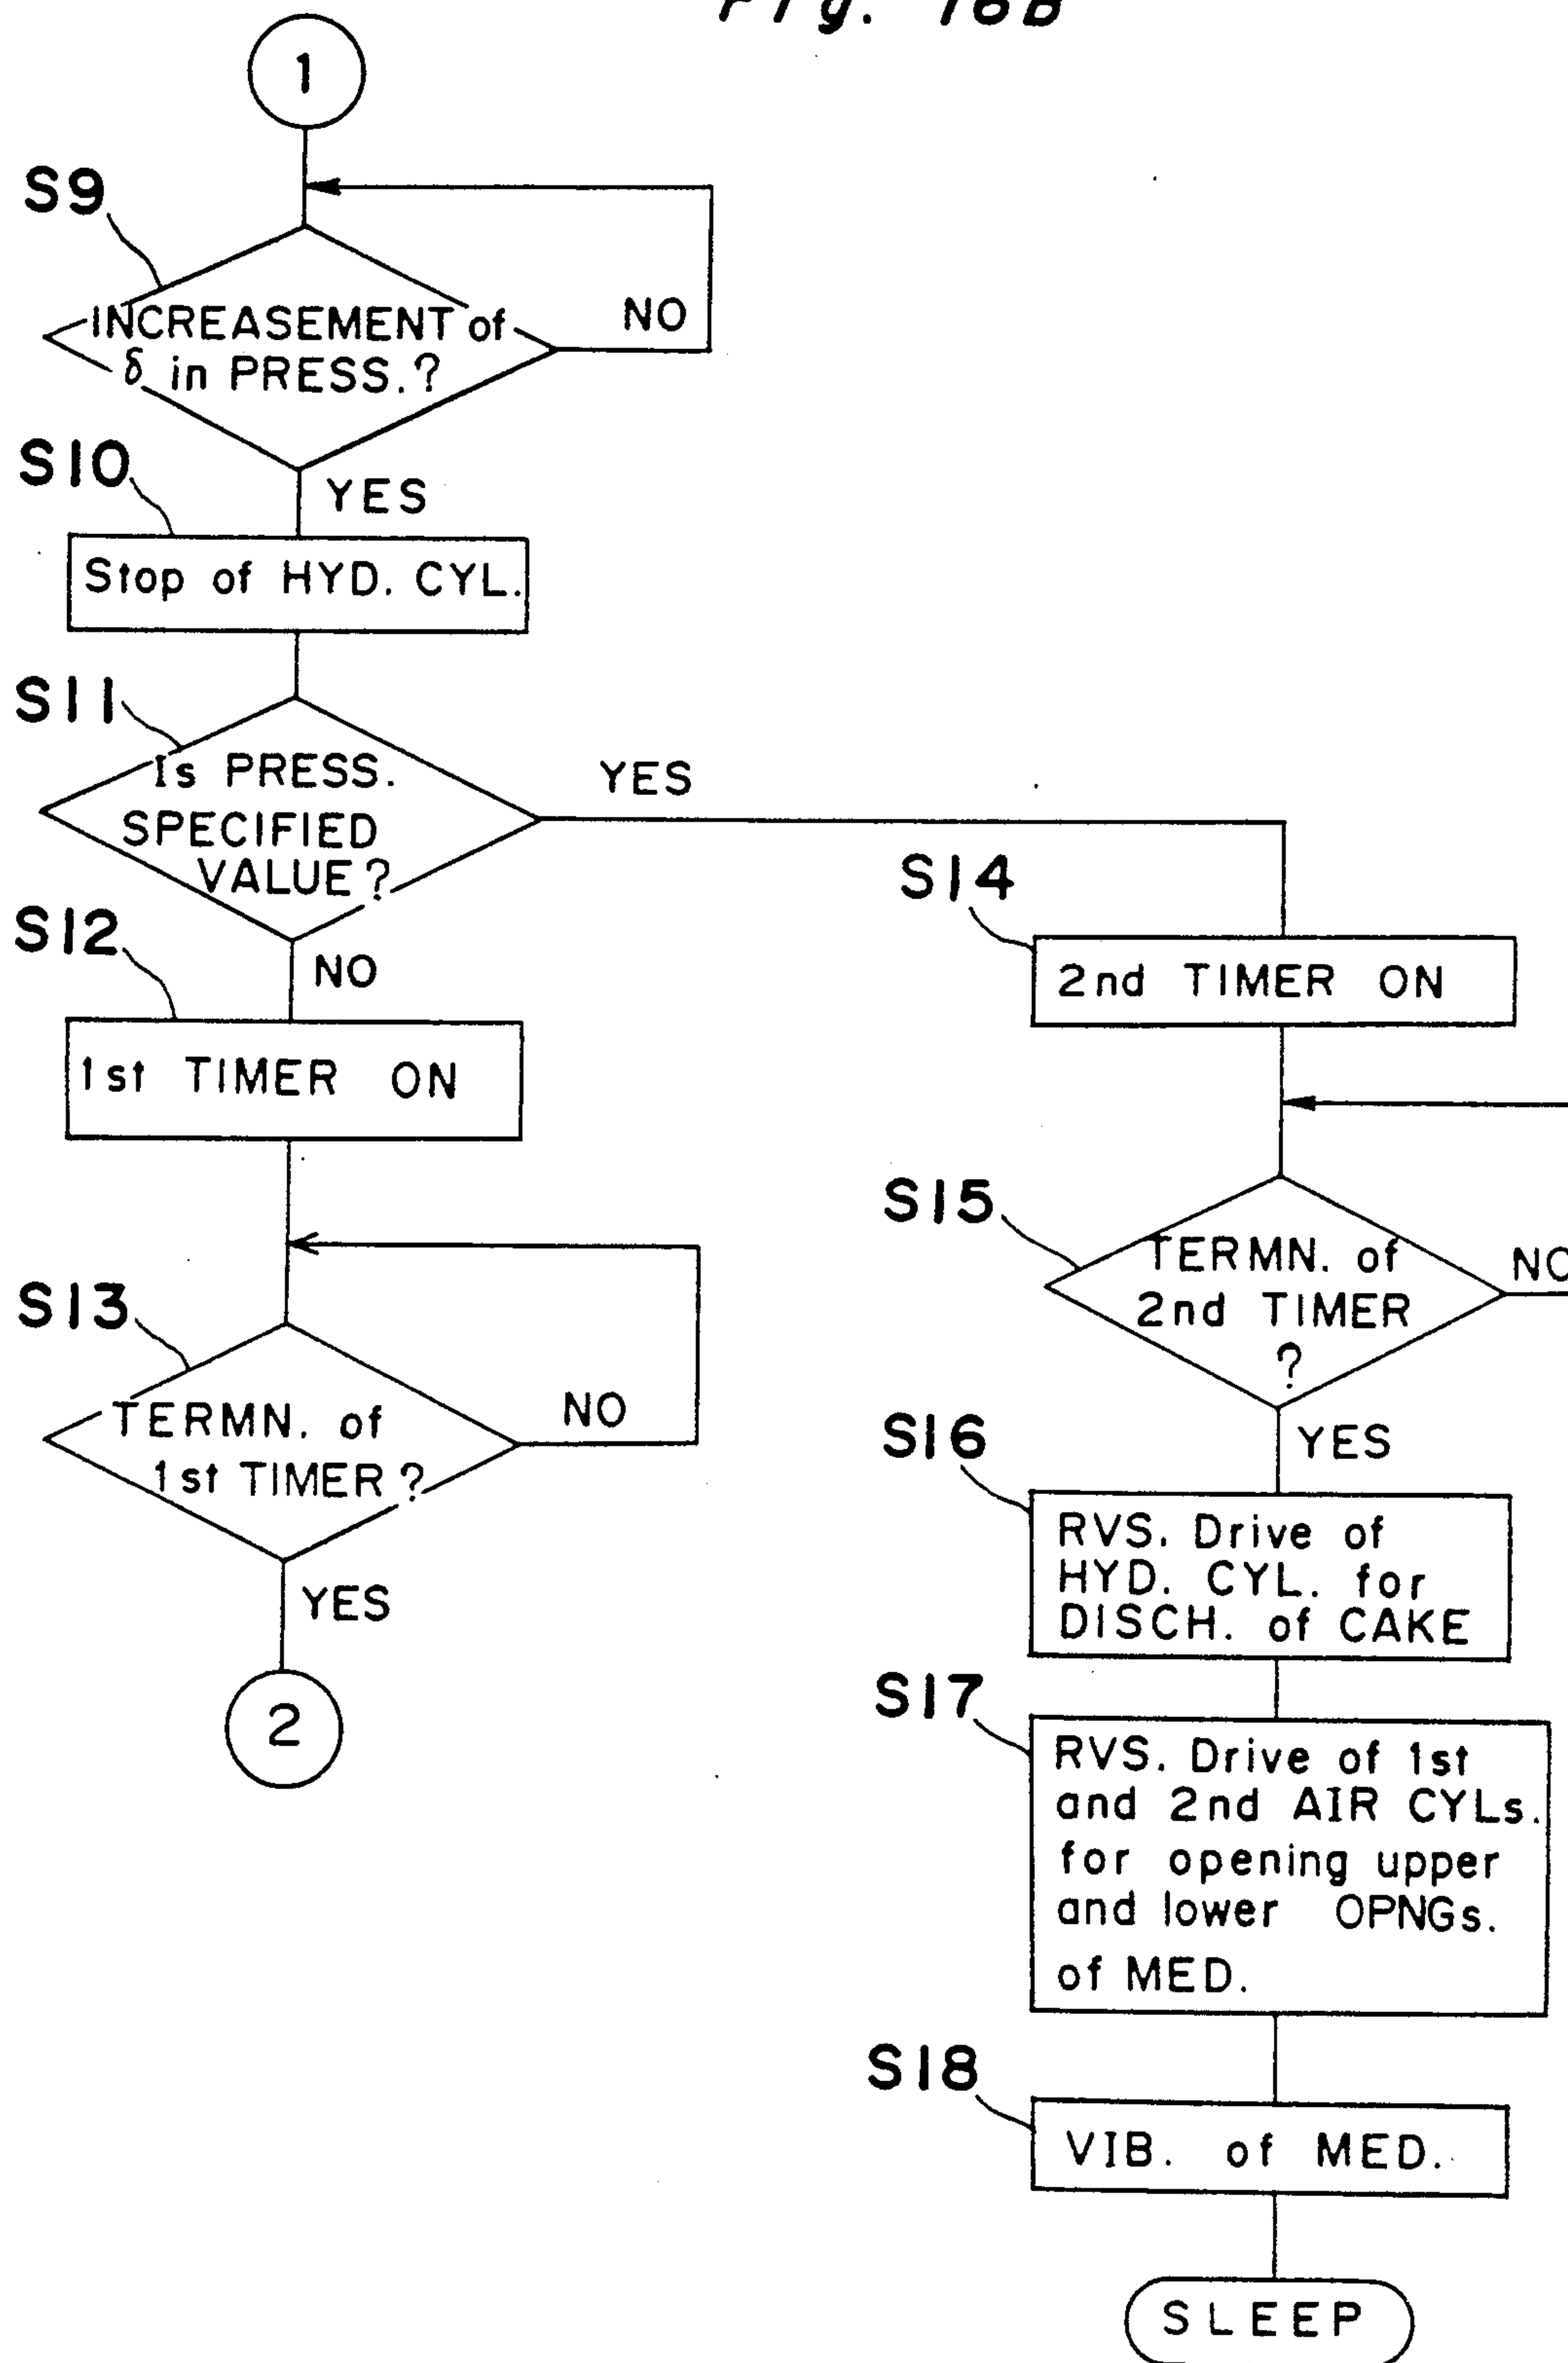 Fig. 16B
1
S9
INCREASEMENT of
δ in PRESS.?
NO
YES
S10
Stop of HYD. CYL.
S11
Is PRESS.
SPECIFIED
VALUE?
YES
NO
S12
1st TIMER ON
S13
TERMN. of
1st TIMER?
NO
YES
2
S14
2nd TIMER ON
S15
TERMN. of
2nd TIMER
?
NO
YES
S16
RVS. Drive of
HYD. CYL. for
DISCH. of CAKE
S17
RVS. Drive of 1st
and 2nd AIR CYLs.
for opening upper
and lower OPNGs.
of MED.
S18
VIB. of MED.
SLEEP